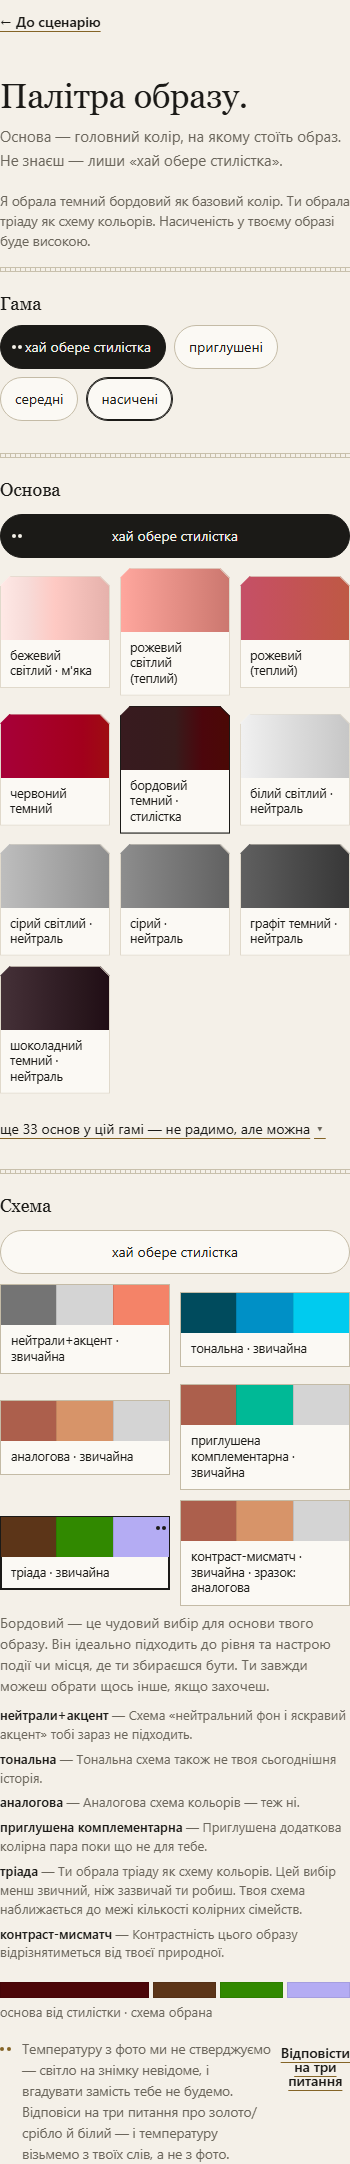 ← До сценарію
Палітра образу.
Основа — головний колір, на якому стоїть образ.
Не знаєш — лиши «хай обере стилістка».
Я обрала темний бордовий як базовий колір. Ти обрала
тріаду як схему кольорів. Насиченість у твоєму образі
буде високою.
Гама
хай обере стилістка
приглушені
середні
насичені
Основа
хай обере стилістка
бежевий
світлий · м'яка
рожевий
світлий
(теплий)
рожевий
(теплий)
червоний
темний
бордовий
темний ·
стилістка
білий світлий ·
нейтраль
сірий світлий ·
нейтраль
сірий ·
нейтраль
графіт темний ·
нейтраль
шоколадний
темний ·
нейтраль
ще 33 основ у цій гамі — не радимо, але можна ▼
Схема
хай обере стилістка
нейтрали+акцент ·
звичайна
тональна · звичайна
аналогова · звичайна
приглушена
комплементарна ·
звичайна
тріада · звичайна
контраст-мисматч ·
звичайна · зразок:
аналогова
Бордовий — це чудовий вибір для основи твого
образу. Він ідеально підходить до рівня та настрою
події чи місця, де ти збираєшся бути. Ти завжди
можеш обрати щось інше, якщо захочеш.
нейтрали+акцент — Схема «нейтральний фон і яскравий
акцент» тобі зараз не підходить.
тональна — Тональна схема також не твоя сьогоднішня
історія.
аналогова — Аналогова схема кольорів — теж ні.
приглушена комплементарна — Приглушена додаткова
колірна пара поки що не для тебе.
тріада — Ти обрала тріаду як схему кольорів. Цей вибір
менш звичний, ніж зазвичай ти робиш. Твоя схема
наближається до межі кількості колірних сімейств.
контраст-мисматч — Контрастність цього образу
відрізнятиметься від твоєї природної.
основа від стилістки · схема обрана
Температуру з фото ми не стверджуємо
— світло на знімку невідоме, і
вгадувати замість тебе не будемо.
Відповіси на три питання про золото/
срібло й білий — і температуру
візьмемо з твоїх слів, а не з фото.
Відповісти
на три
питання